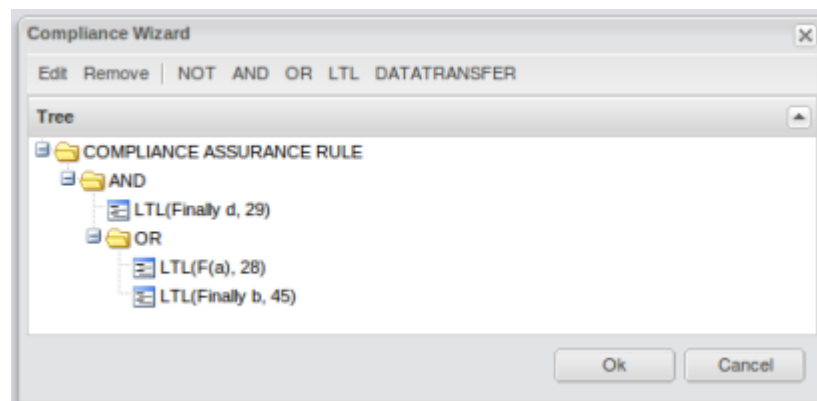 Compliance Wizard
Edit Remove NOT AND OR LTL DATATRANSFER
Tree
COMPLIANCE ASSURANCE RULE
AND
LTL(Finally d, 29)
OR
LTL(F(a), 28)
LTL(Finally b, 45)
Ok Cancel